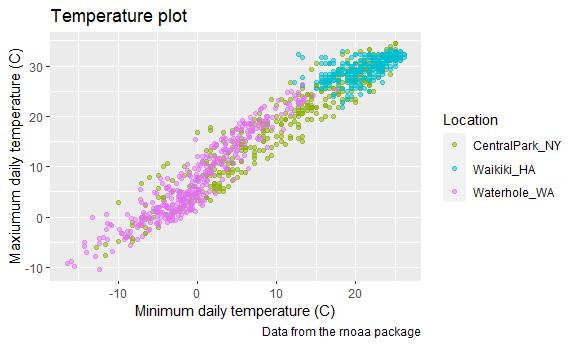 Temperature plot
Maxiumum daily temperature (C)
30
20
10
0
-10
-10
0
10
20
Minimum daily temperature (C)
Data from the rnoaa package
Location
CentralPark_NY
Waikiki_HA
Waterhole_WA